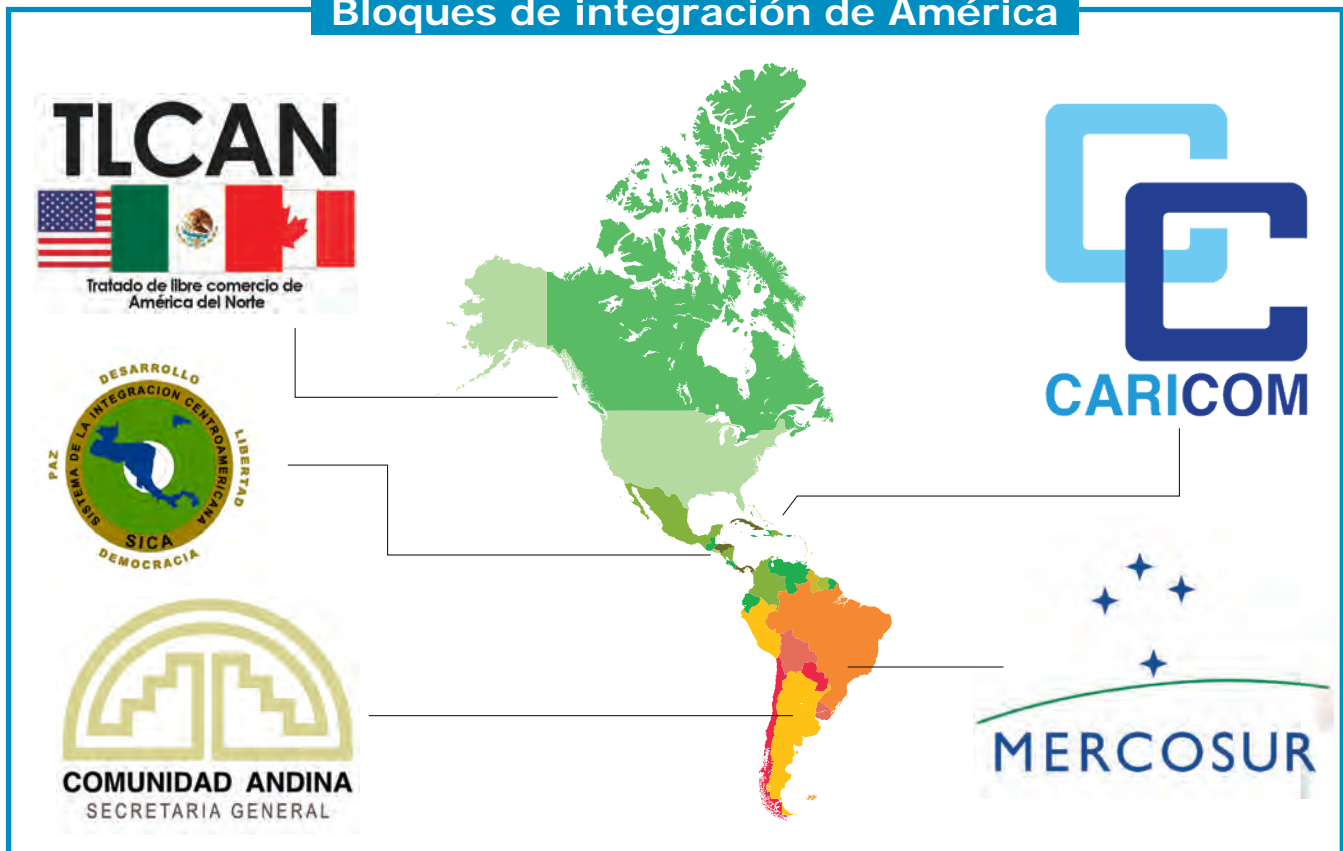 Bloques de integración de América
TLCAN
Tratado de libre comercio de
América del Norte
DESARROLLO
LIBERTAD
DEMOCRACIA
PAZ
SISTEMA DE LA INTEGRACION CENTROAMERICANA
SICA
COMUNIDAD ANDINA
SECRETARIA GENERAL
CARICOM
MERCOSUR